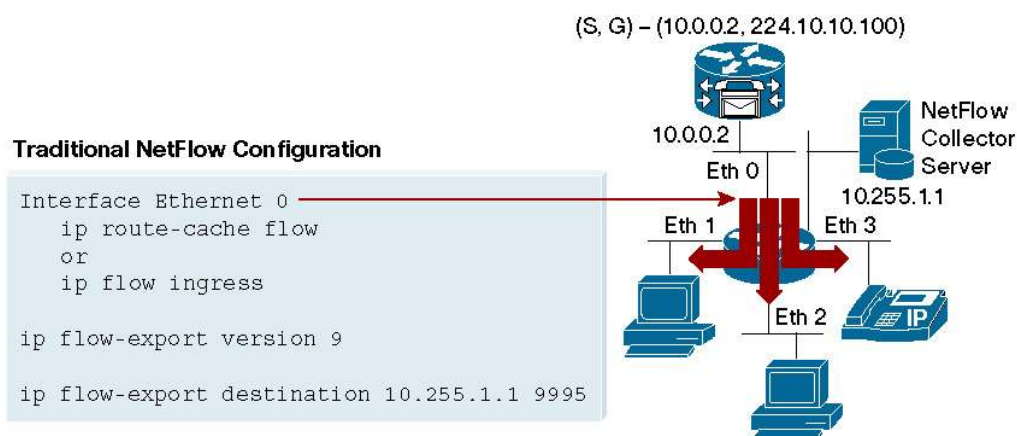 (S, G) – (10.0.0.2, 224.10.10.100)
10.0.0.2
NetFlow
Collector
Server
10.255.1.1
Eth 0
Eth 1
Eth 3
Eth 2
IP
Traditional NetFlow Configuration
Interface Ethernet 0
ip route-cache flow
or
ip flow ingress
ip flow-export version 9
ip flow-export destination 10.255.1.1 9995